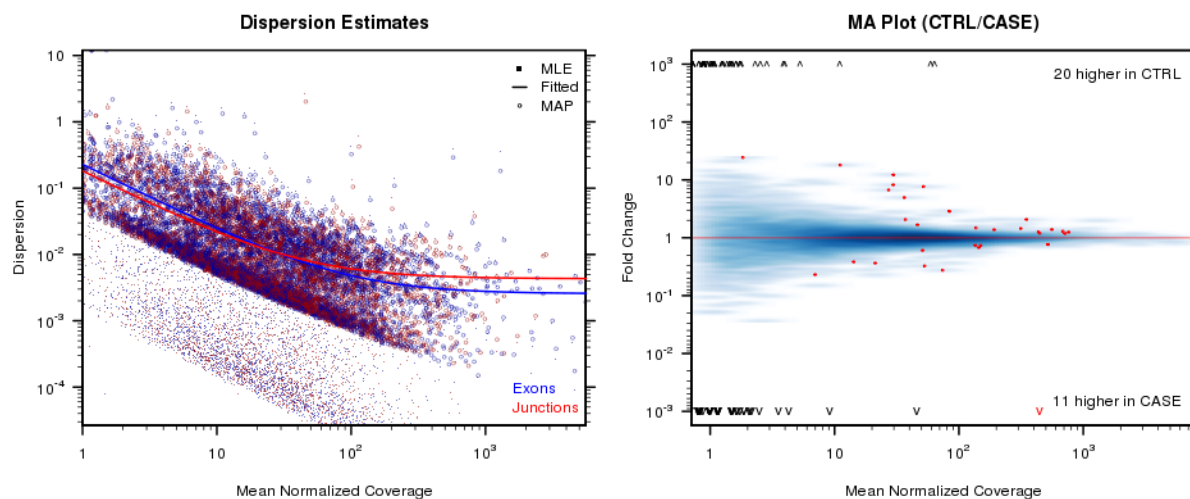 Dispersion Estimates
10
1
10⁻¹
10⁻²
10⁻³
10⁻⁴
Dispersion
MLE
Fitted
MAP
Exons
Junctions
1
10
10²
10³
Mean Normalized Coverage
MA Plot (CTRL/CASE)
10³
10²
10
1
10⁻¹
10⁻²
10⁻³
Fold Change
20 higher in CTRL
11 higher in CASE
1
10
10²
10³
Mean Normalized Coverage